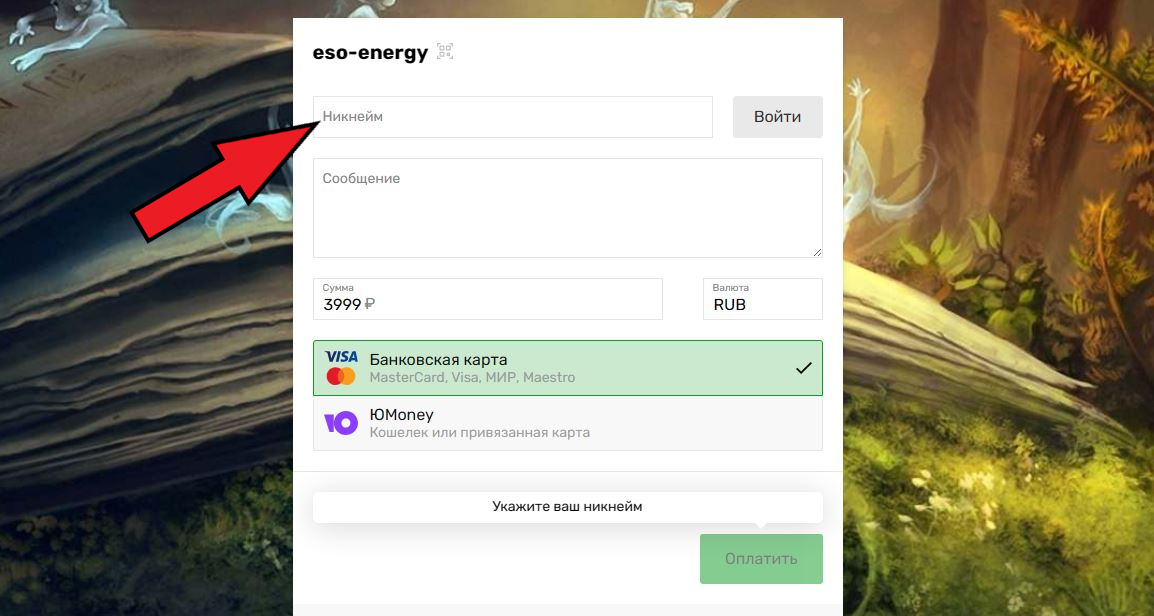 eso-energy
Никнейм
Войти
Сообщение
Сумма
3999 ₽
Валюта
RUB
VISA
Банковская карта
MasterCard, Visa, МИР, Maestro
ЮMoney
Кошелек или привязанная карта
Укажите ваш никнейм
Оплатить